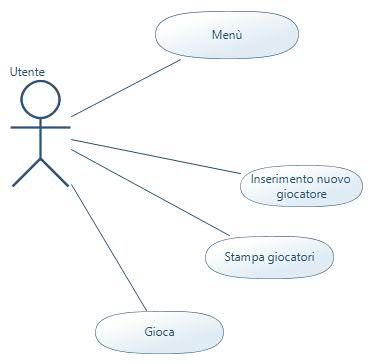 Menù
Utente
Inserimento nuovo
giocatore
Stampa giocatori
Gioca